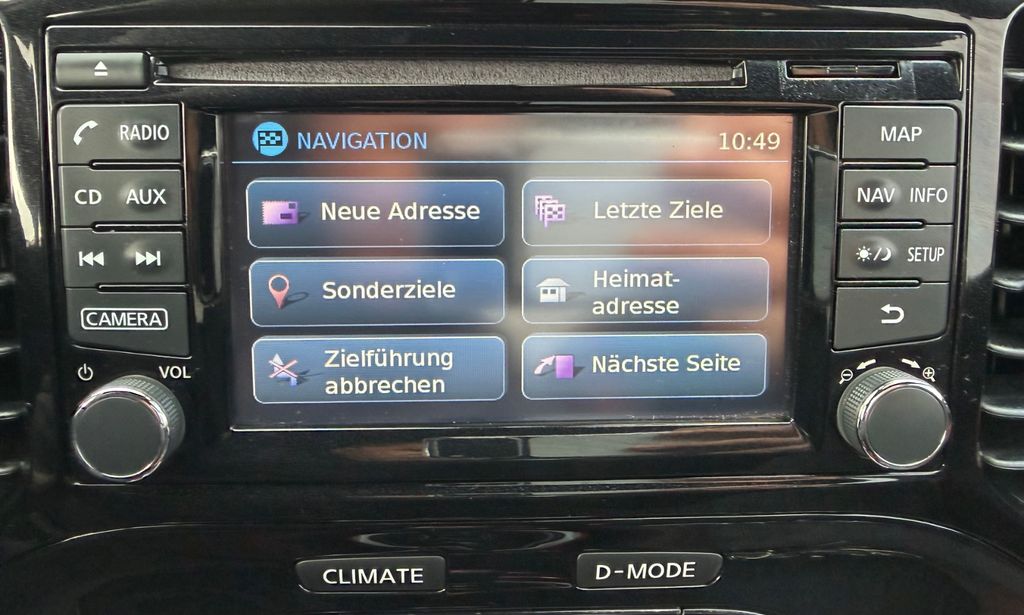 RADIO
CD AUX
CAMERA
VOL
NAVIGATION 10:49
Neue Adresse
Letzte Ziele
Sonderziele
Heimat-
adresse
Zielführung
abbrechen
Nächste Seite
MAP
NAV INFO
SETUP
CLIMATE
D-MODE